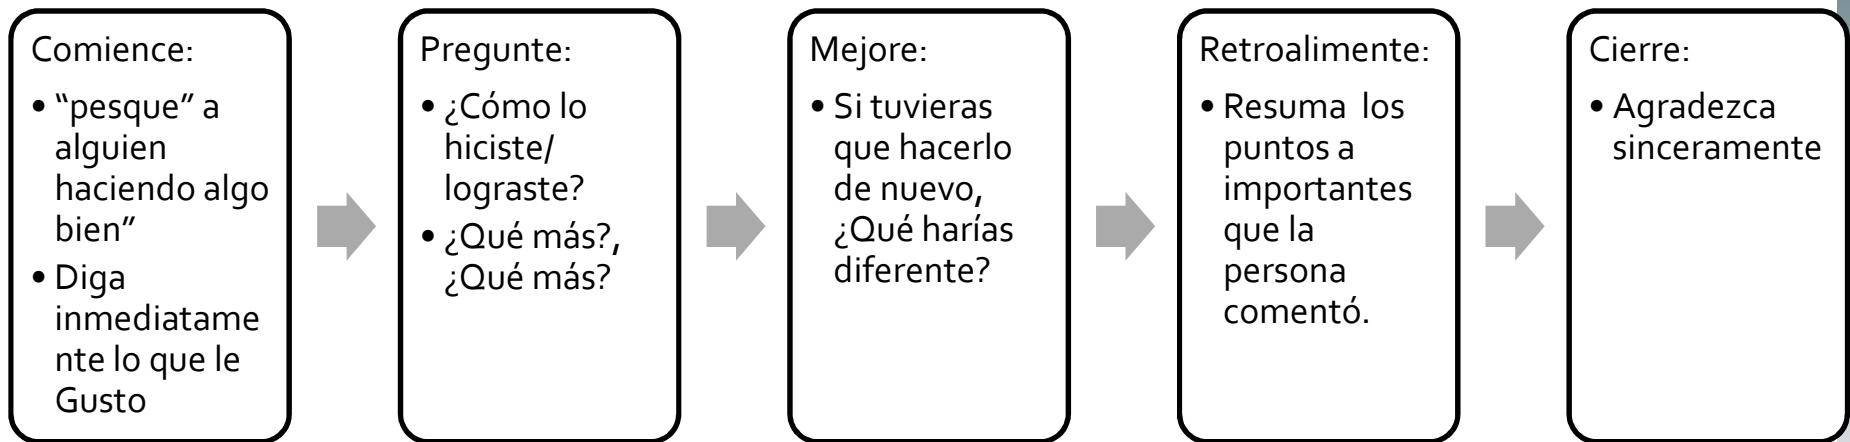 Comience:
• "pesque" a
alguien
haciendo algo
bien"
• Diga
inmediatame
nte lo que le
Gusto
Pregunte:
• ¿Cómo lo
hiciste/
lograste?
• ¿Qué más?,
¿Qué más?
Mejore:
• Si tuvieras
que hacerlo
de nuevo,
¿Qué harías
diferente?
Retroalimente:
• Resuma los
puntos a
importantes
que la
persona
comentó.
Cierre:
• Agradezca
sinceramente